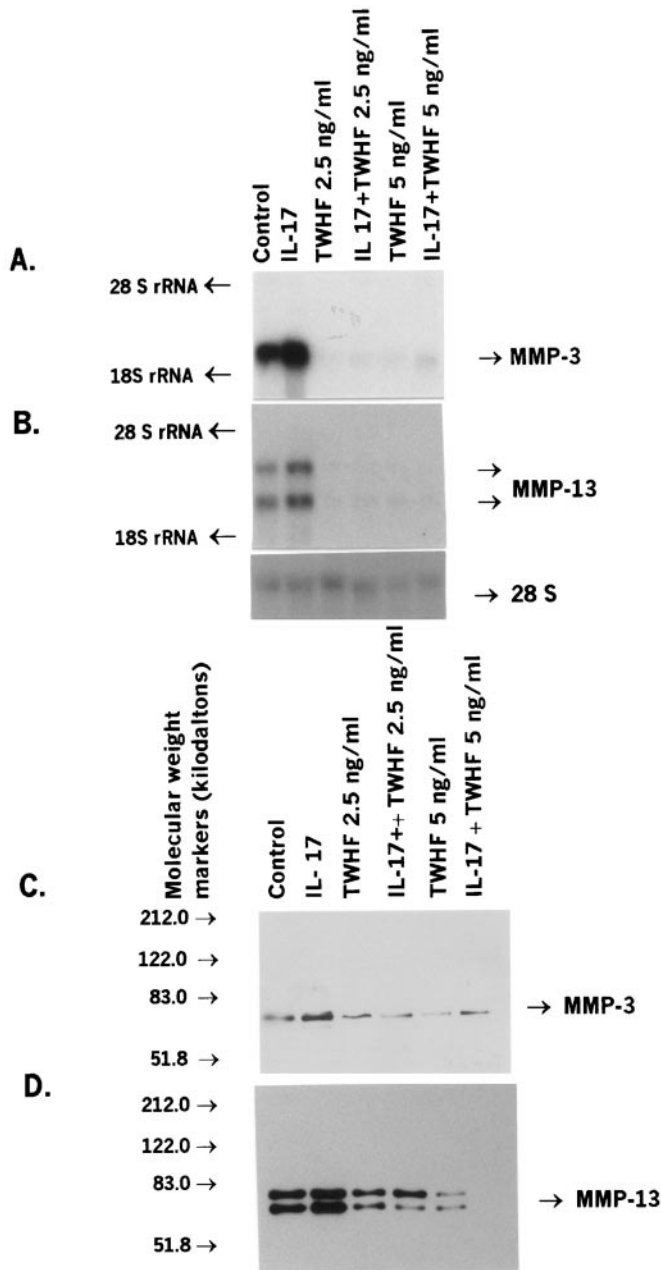 Control
IL-17
TWHF 2.5 ng/ml
IL 17+TWHF 2.5 ng/ml
TWHF 5 ng/ml
IL-17+TWHF 5 ng/ml
A.
28 S rRNA ←
→ MMP-3
18S rRNA ←
B.
28 S rRNA ←
→
→ MMP-13
18S rRNA ←
→ 28 S
Molecular weight
markers (kilodaltons)
Control
IL- 17
TWHF 2.5 ng/ml
IL-17++ TWHF 2.5 ng/ml
TWHF 5 ng/ml
IL-17 + TWHF 5 ng/ml
C.
212.0 →
122.0 →
83.0 →
→ MMP-3
51.8 →
D.
212.0 →
122.0 →
83.0 →
→ MMP-13
51.8 →